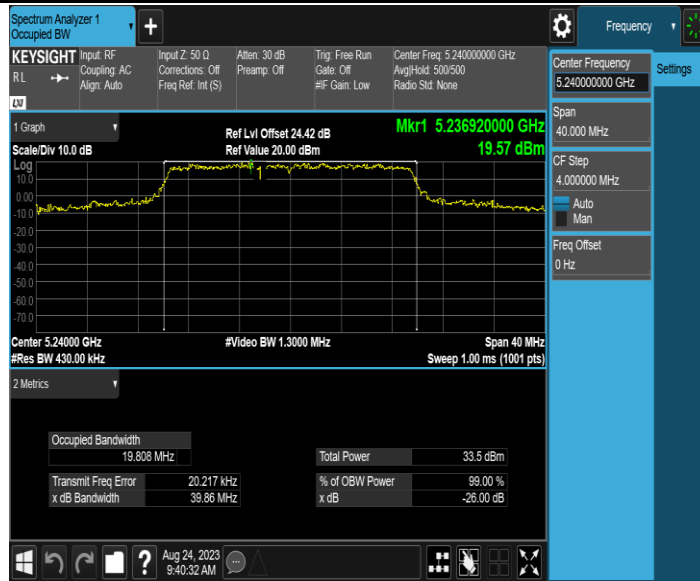 Spectrum Analyzer 1
Occupied BW
Frequency
KEYSIGHT
Input: RF
Coupling: AC
Align: Auto
Input Z: 50 Ω
Corrections: Off
Freq Ref: Int (S)
Atten: 30 dB
Preamp: Off
Trig: Free Run
Gate: Off
#IF Gain: Low
Center Freq: 5.240000000 GHz
Avg|Hold: 500/500
Radio Std: None
R L
LXI
Center Frequency
5.240000000 GHz
Settings
Span
40.000 MHz
CF Step
4.000000 MHz
Auto
Man
Freq Offset
0 Hz
1 Graph
Scale/Div 10.0 dB
Ref Lvl Offset 24.42 dB
Ref Value 20.00 dBm
Mkr1 5.236920000 GHz
19.57 dBm
Log
10.0
0.00
-10.0
-20.0
-30.0
-40.0
-50.0
-60.0
-70.0
1
Center 5.24000 GHz
#Res BW 430.00 kHz
#Video BW 1.3000 MHz
Span 40 MHz
Sweep 1.00 ms (1001 pts)
2 Metrics
Occupied Bandwidth
19.808 MHz
Total Power 33.5 dBm
Transmit Freq Error 20.217 kHz
% of OBW Power 99.00 %
x dB Bandwidth 39.86 MHz
x dB -26.00 dB
Aug 24, 2023
9:40:32 AM